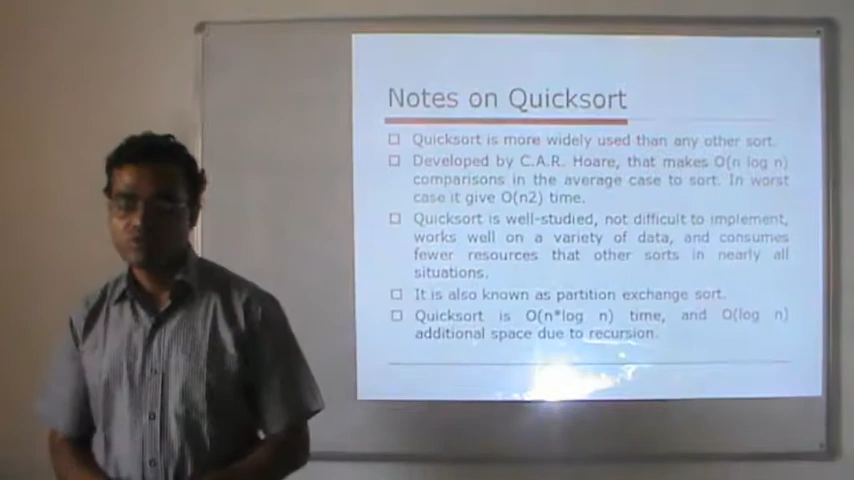 Notes on Quicksort
Quicksort is more widely used than any other sort.
Developed by C.A.R. Hoare, that makes O(n log n)
comparisons in the average case to sort. In worst
case it give O(n2) time.
Quicksort is well-studied, not difficult to implement,
works well on a variety of data, and consumes
fewer resources that other sorts in nearly all
situations.
It is also known as partition exchange sort.
Quicksort is O(n*log n) time, and O(log n)
additional space due to recursion.